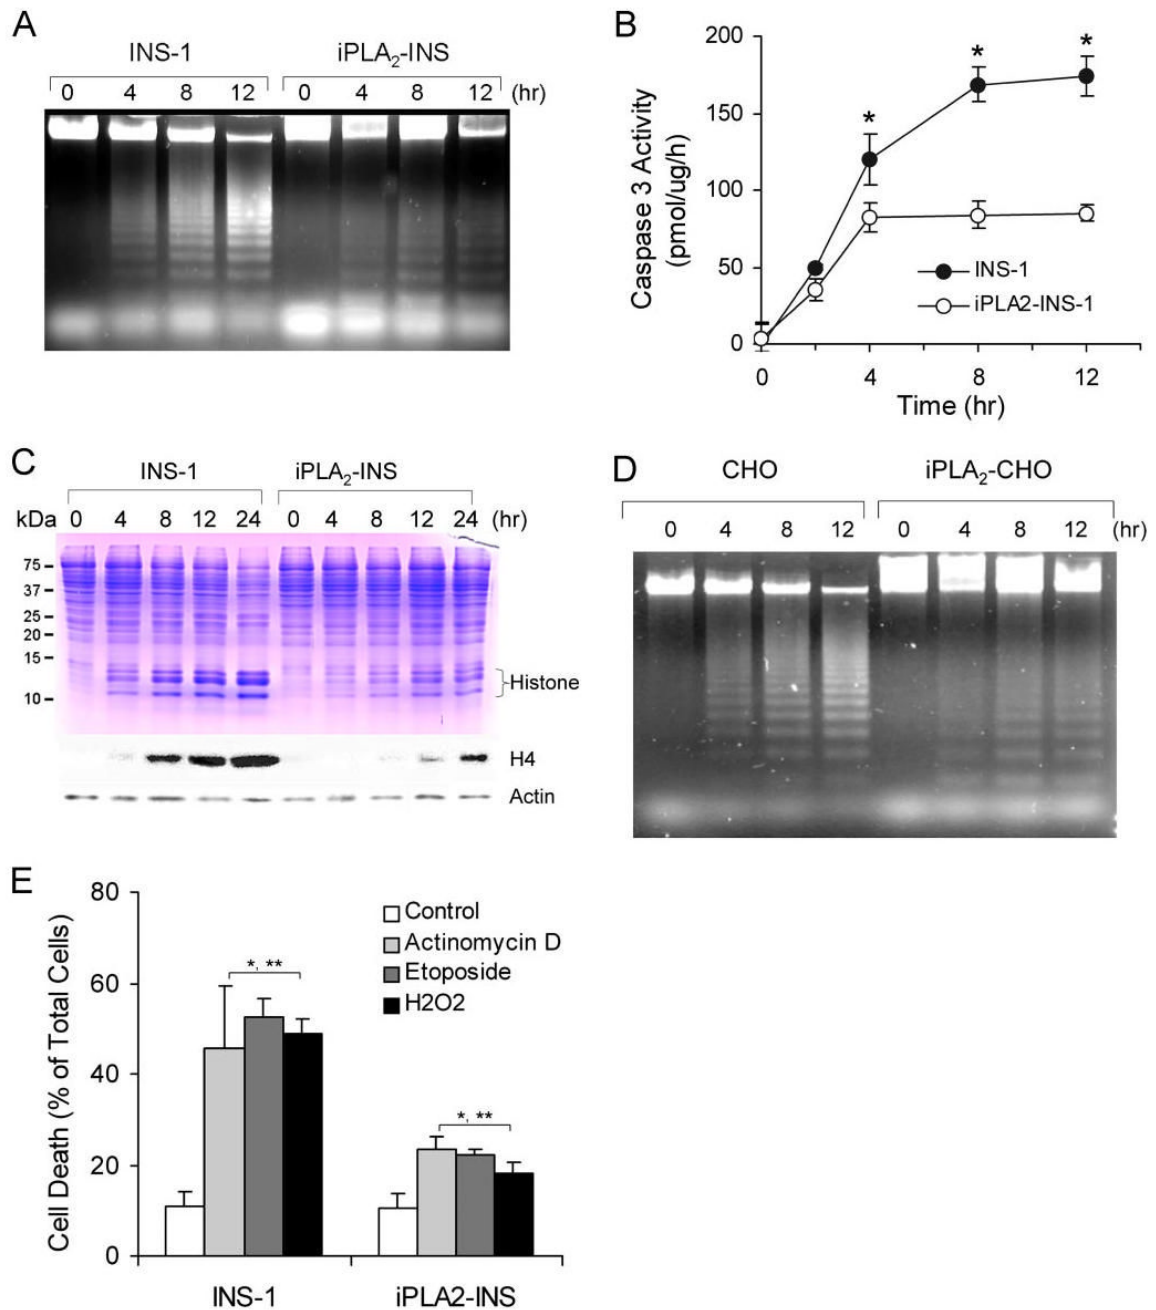 A
INS-1 iPLA2-INS
0 4 8 12 0 4 8 12 (hr)
B
200
150
100
50
0
Caspase 3 Activity
(pmol/ug/h)
* * *
INS-1
iPLA2-INS-1
0 4 8 12
Time (hr)
C
INS-1 iPLA2-INS
kDa 0 4 8 12 24 0 4 8 12 24 (hr)
75
37
25
20
15
10
Histone
H4
Actin
D
CHO iPLA2-CHO
0 4 8 12 0 4 8 12 (hr)
E
80
60
40
20
0
Cell Death (% of Total Cells)
Control
Actinomycin D
Etoposide
H2O2
*, **
*, **
INS-1 iPLA2-INS